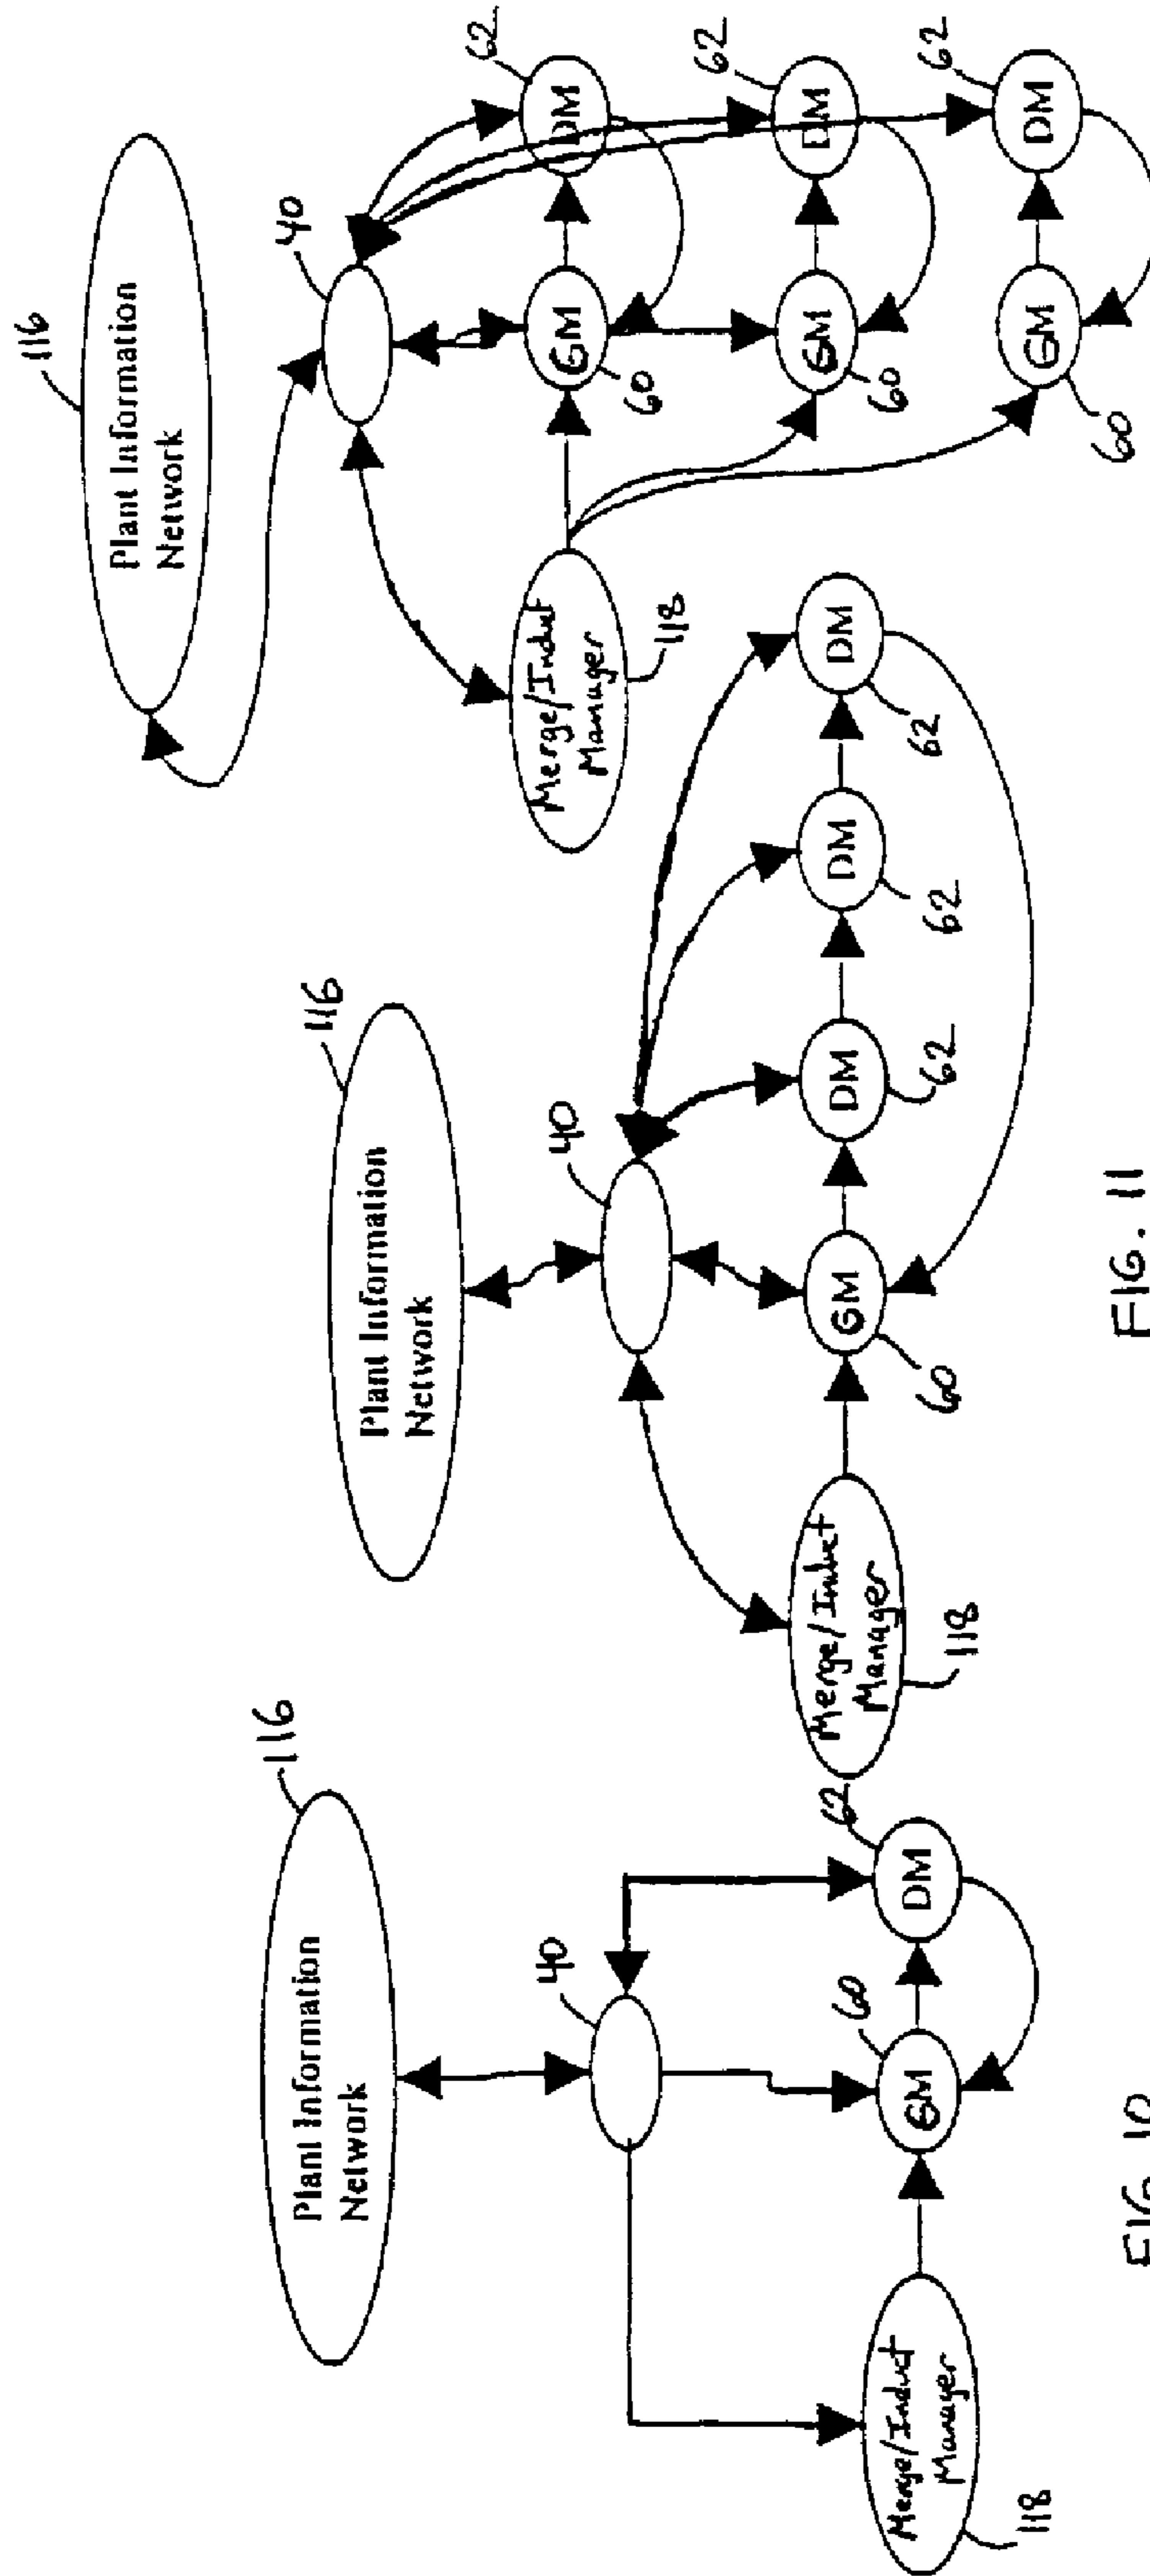 116
Plant Information
Network
40
Merge/Induct
Manager
118
GM
60
DM
62
FIG. 10
116
Plant Information
Network
40
Merge/Induct
Manager
118
GM
60
DM
62
DM
62
DM
62
FIG. 11
116
Plant Information
Network
40
Merge/Induct
Manager
118
GM
60
DM
62
GM
60
DM
62
GM
60
DM
62